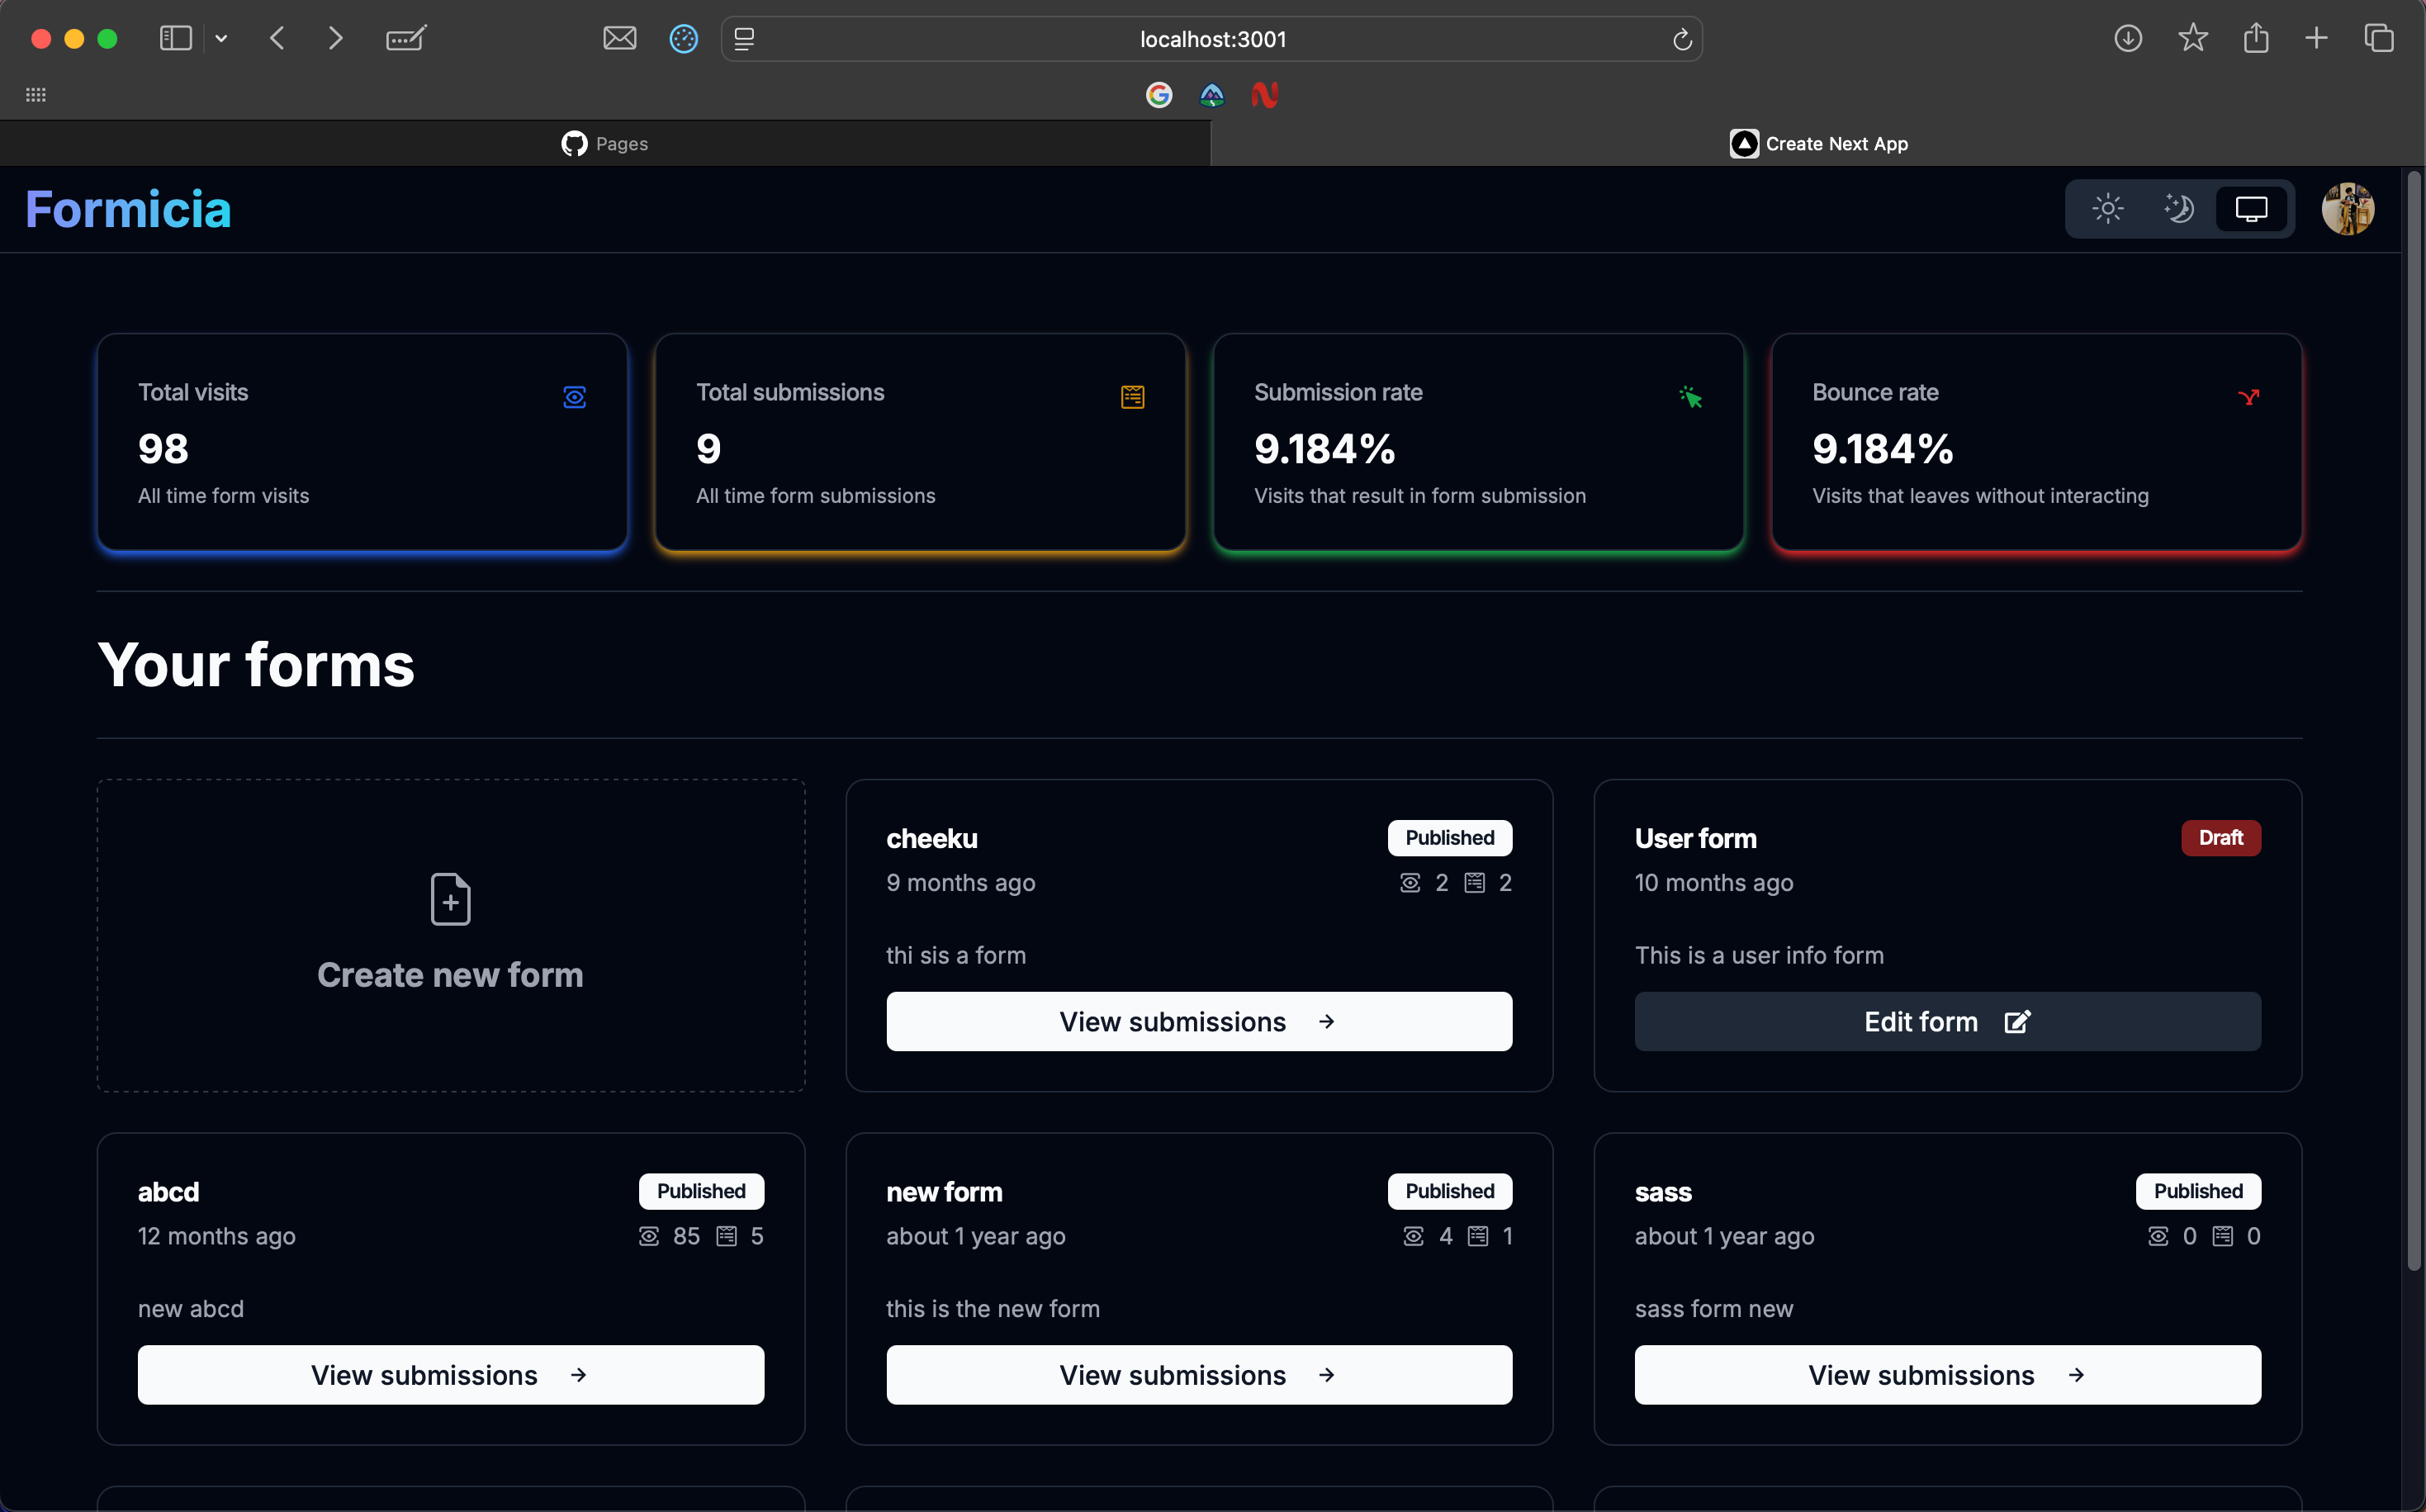 localhost:3001
Pages
Create Next App
Formicia
Total visits
98
All time form visits
Total submissions
9
All time form submissions
Submission rate
9.184%
Visits that result in form submission
Bounce rate
9.184%
Visits that leaves without interacting
Your forms
Create new form
cheeku Published
9 months ago 2 2
thi sis a form
View submissions
User form Draft
10 months ago
This is a user info form
Edit form
abcd Published
12 months ago 85 5
new abcd
View submissions
new form Published
about 1 year ago 4 1
this is the new form
View submissions
sass Published
about 1 year ago 0 0
sass form new
View submissions